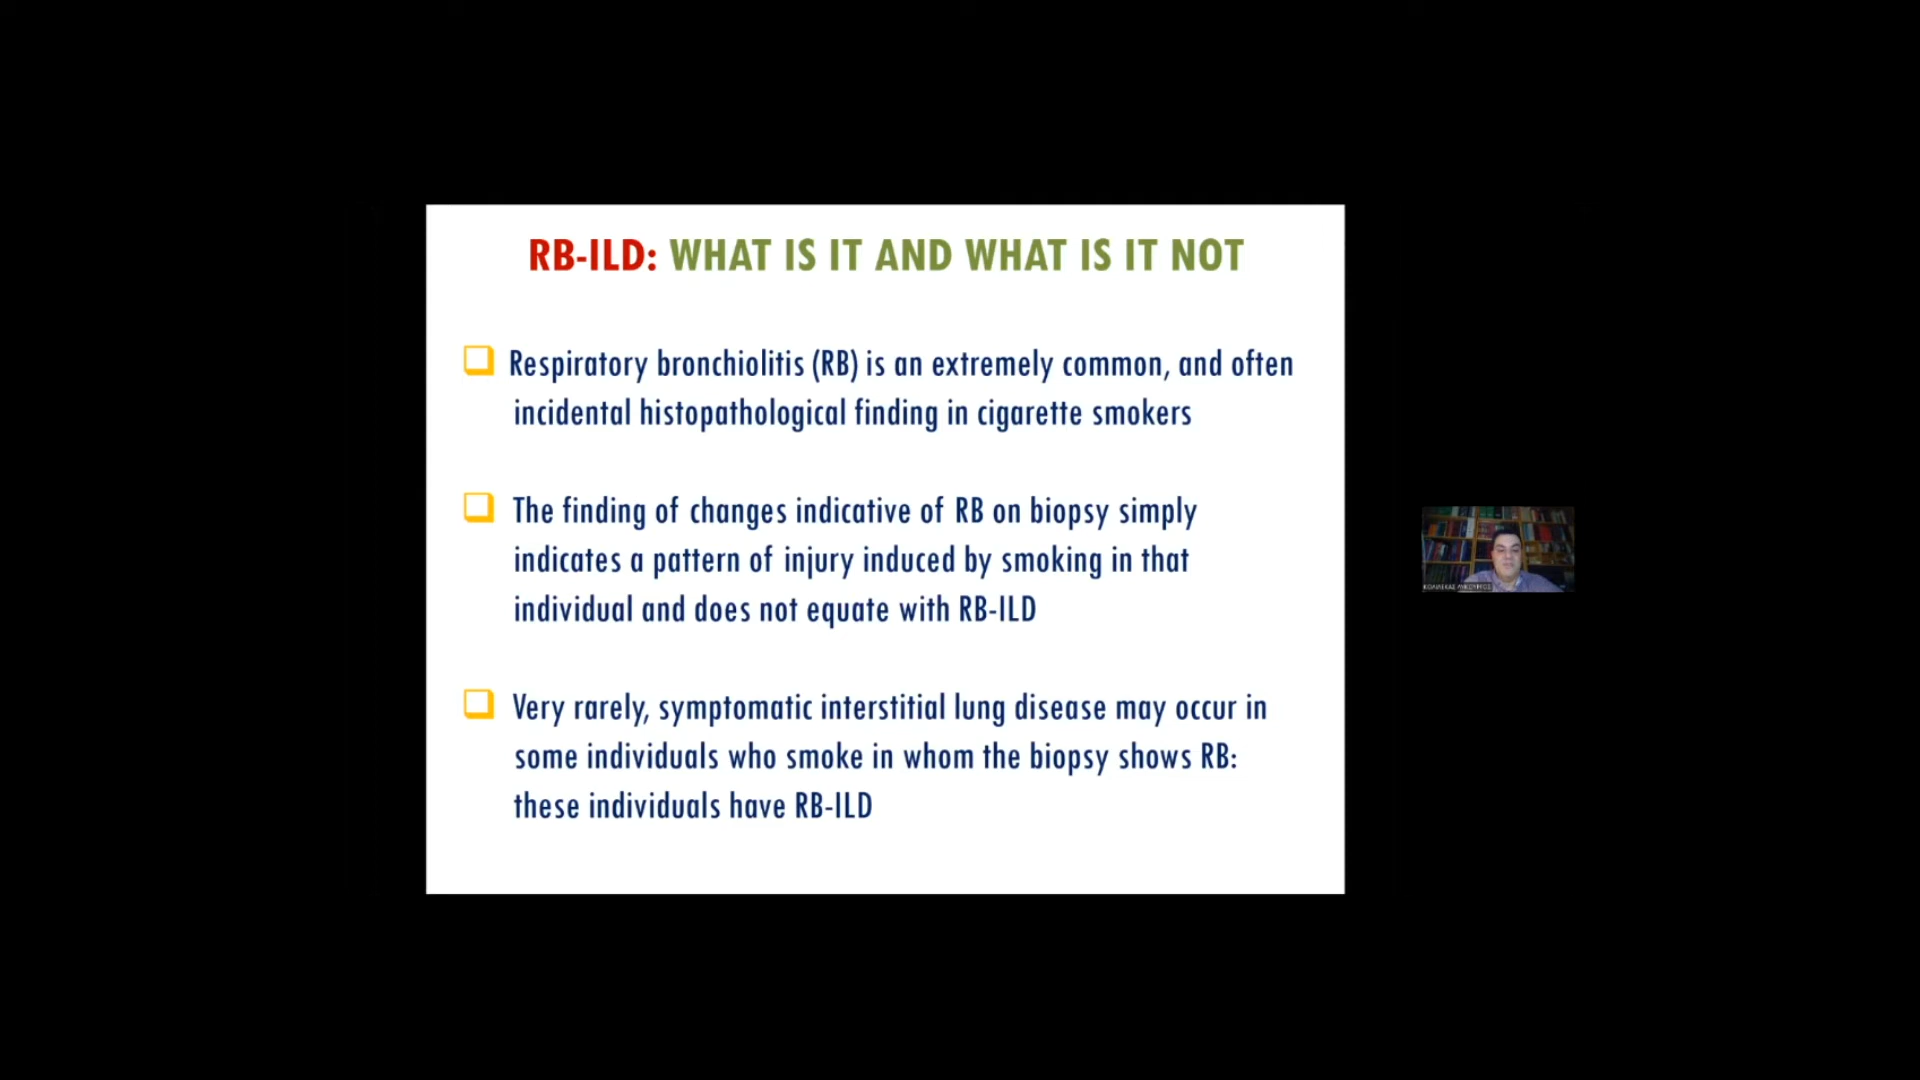 RB-ILD: WHAT IS IT AND WHAT IS IT NOT
Respiratory bronchiolitis (RB) is an extremely common, and often
incidental histopathological finding in cigarette smokers
The finding of changes indicative of RB on biopsy simply
indicates a pattern of injury induced by smoking in that
individual and does not equate with RB-ILD
Very rarely, symptomatic interstitial lung disease may occur in
some individuals who smoke in whom the biopsy shows RB:
these individuals have RB-ILD